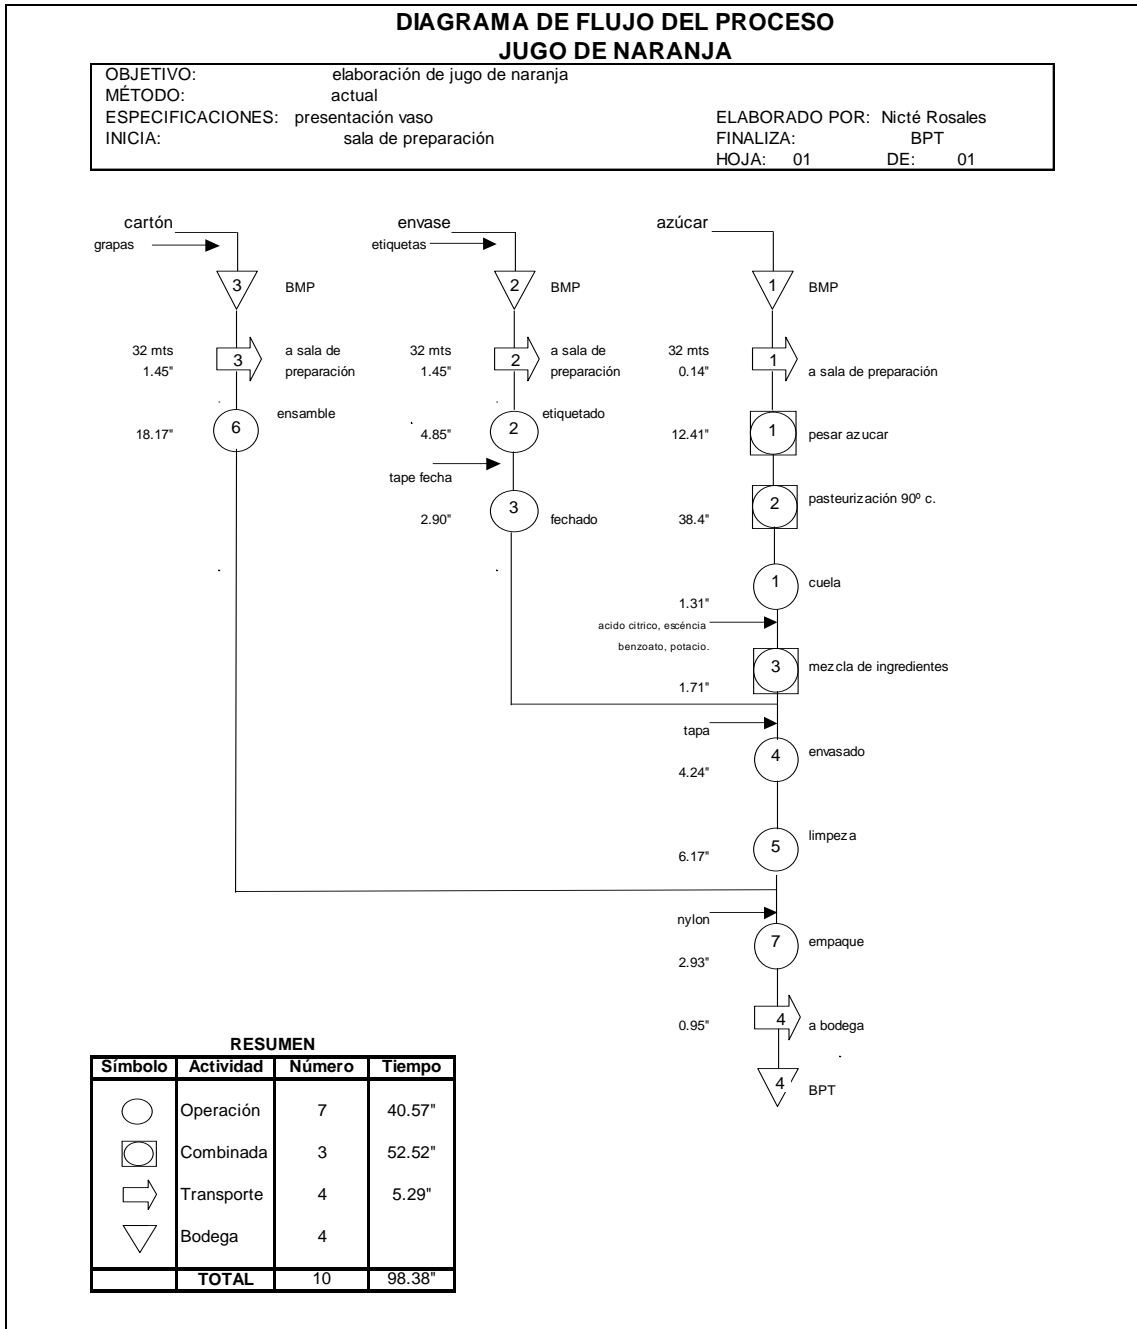 DIAGRAMA DE FLUJO DEL PROCESO
JUGO DE NARANJA
OBJETIVO: elaboración de jugo de naranja
MÉTODO: actual
ESPECIFICACIONES: presentación vaso ELABORADO POR: Nicté Rosales
INICIA: sala de preparación FINALIZA: BPT
HOJA: 01 DE: 01
cartón envase azúcar
grapas etiquetas
3 BMP 2 BMP 1 BMP
32 mts 3 a sala de 32 mts 2 a sala de 32 mts 1
1.45" preparación 1.45" preparación 0.14" a sala de preparación
ensamble etiquetado
18.17" 6 4.85" 2 12.41" 1 pesar azucar
tape fecha
2.90" 3 fechado 38.4" 2 pasteurización 90º c.
1 cuela
1.31"
acido citrico, escéncia
benzoato, potacio.
3 mezcla de ingredientes
1.71"
tapa
4 envasado
4.24"
5 limpeza
6.17"
nylon
7 empaque
2.93"
0.95" 4 a bodega
4 BPT
RESUMEN
Símbolo Actividad Número Tiempo
Operación 7 40.57"
Combinada 3 52.52"
Transporte 4 5.29"
Bodega 4
TOTAL 10 98.38"